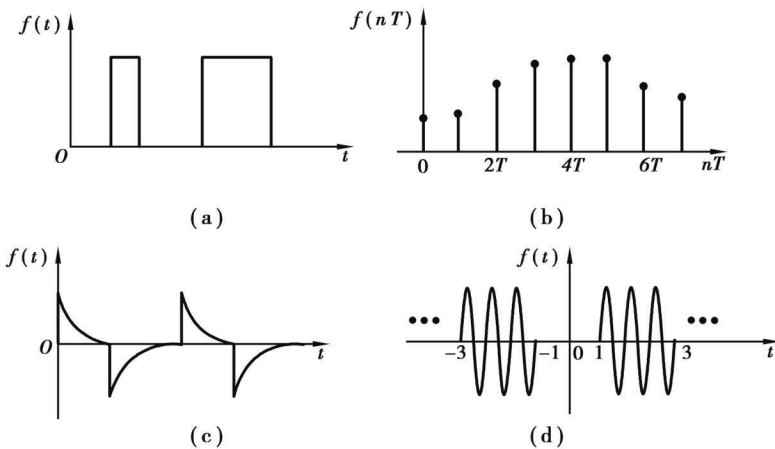 f(t)
O
t
(a)
f(nT)
0 2T 4T 6T nT
(b)
f(t)
O
t
(c)
f(t)
•••
•••
-3 -1 0 1 3 t
(d)